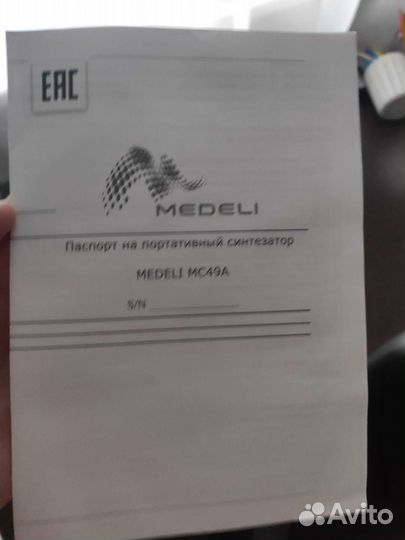 EAC
MEDELI
Паспорт на портативный синтезатор
MEDELI MC49A
S/N
Avito